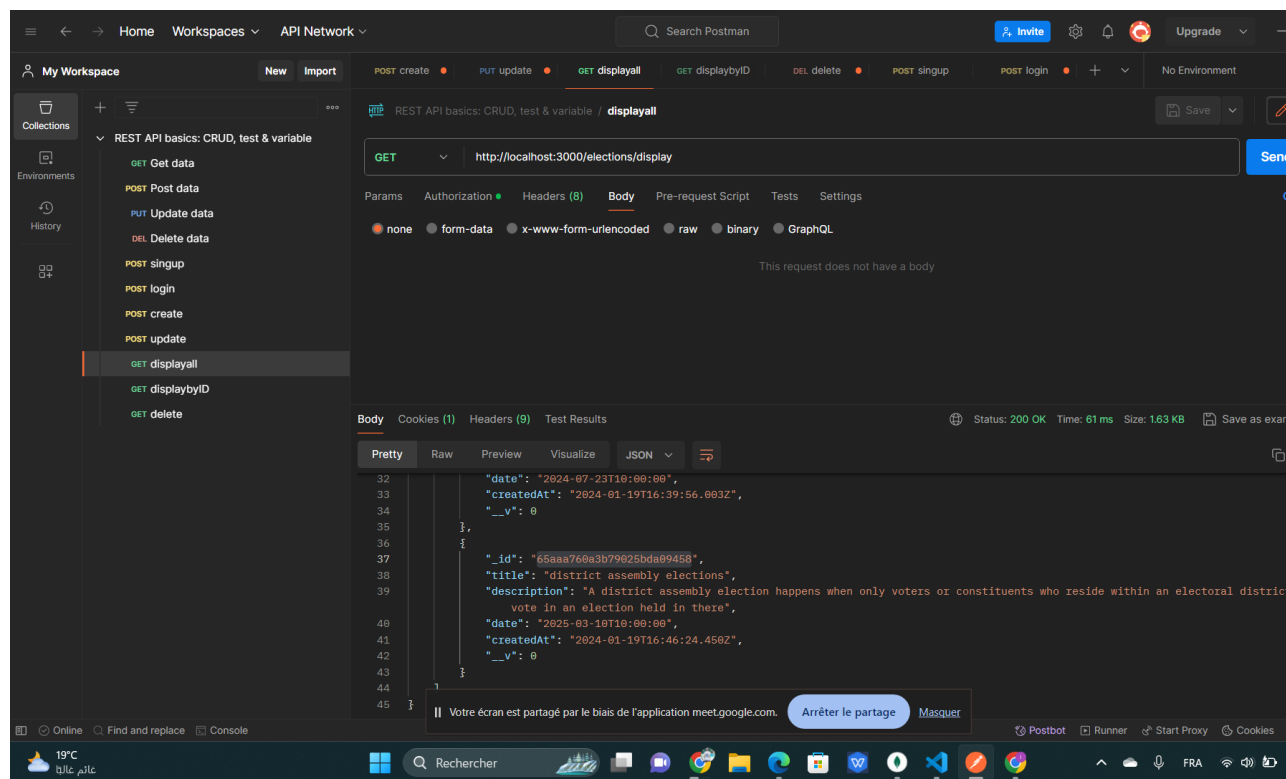 Home Workspaces API Network Search Postman Invite Upgrade
My Workspace New Import POST create PUT update GET displayall GET displaybyID DEL delete POST singup POST login No Environment
Collections
Environments
History
REST API basics: CRUD, test & variable
GET Get data
POST Post data
PUT Update data
DEL Delete data
POST singup
POST login
POST create
POST update
GET displayall
GET displaybyID
GET delete
HTTP REST API basics: CRUD, test & variable / displayall Save
GET http://localhost:3000/elections/display Send
Params Authorization Headers (8) Body Pre-request Script Tests Settings
none form-data x-www-form-urlencoded raw binary GraphQL
This request does not have a body
Body Cookies (1) Headers (9) Test Results Status: 200 OK Time: 61 ms Size: 1.63 KB Save as exam
Pretty Raw Preview Visualize JSON
32 "date": "2024-07-23T10:00:00",
33 "createdAt": "2024-01-19T16:39:56.003Z",
34 "__v": 0
35 },
36 {
37 "_id": "65aaa760a3b79025bda09458",
38 "title": "district assembly elections",
39 "description": "A district assembly election happens when only voters or constituents who reside within an electoral distric
vote in an election held in there",
40 "date": "2025-03-10T10:00:00",
41 "createdAt": "2024-01-19T16:46:24.450Z",
42 "__v": 0
43 }
44 ]
45 }
Votre écran est partagé par le biais de l'application meet.google.com. Arrêter le partage Masquer
Online Find and replace Console Postbot Runner Start Proxy Cookies
19°C
غائم غالبًا
Rechercher
FRA